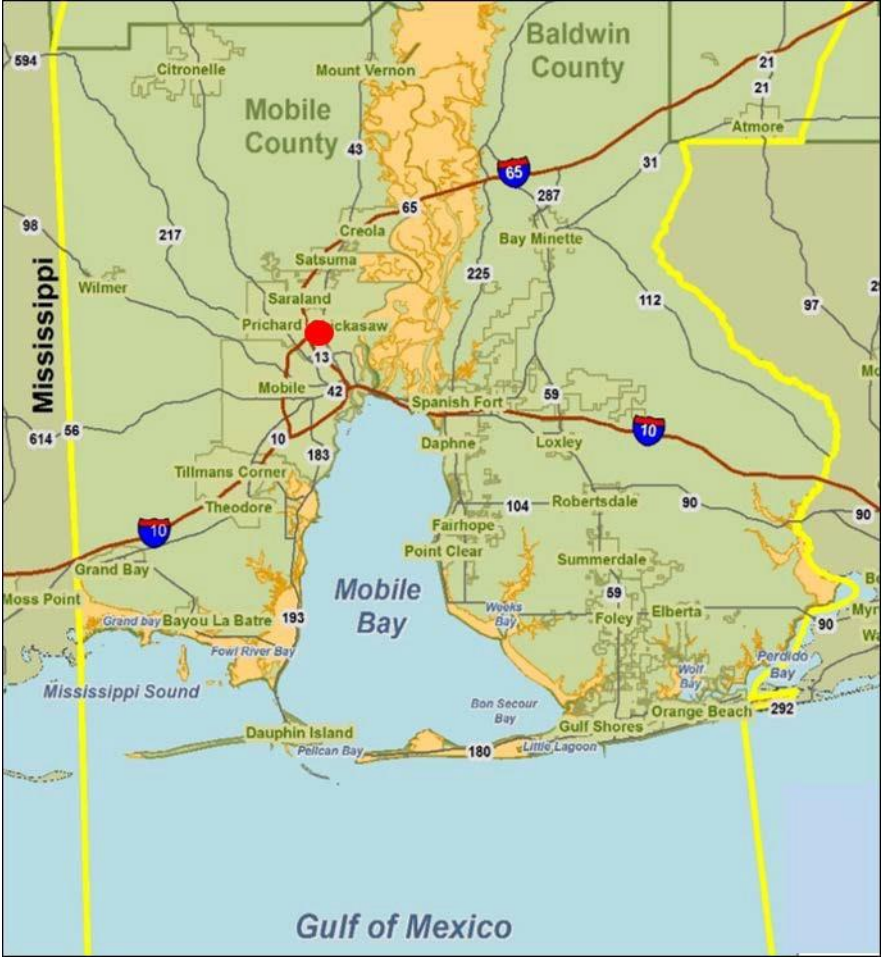 Baldwin
County
594
Citronelle
Mount Vernon
21
21
Mobile
County
Atmore
43
31
65
287
65
98
217
Creola
Bay Minette
Satsuma
225
Wilmer
Saraland
112
97
Mississippi
Prichard
ickasaw
13
Mobile
42
59
Spanish Fort
614
56
10
10
Daphne
Loxley
183
Tillmans Corner
Theodore
104
Robertsdale
90
90
10
Fairhope
Point Clear
Summerdale
Grand Bay
Mobile
Bay
59
Moss Point
Weeks
Bay
Elberta
Grand bay
Bayou La Batre
193
Foley
90
Fowl River Bay
Wolf
Bay
Perdido
Bay
Mississippi Sound
Bon Secour
Bay
Orange Beach
292
Dauphin Island
Gulf Shores
Pelican Bay
180
Little Lagoon
Gulf of Mexico